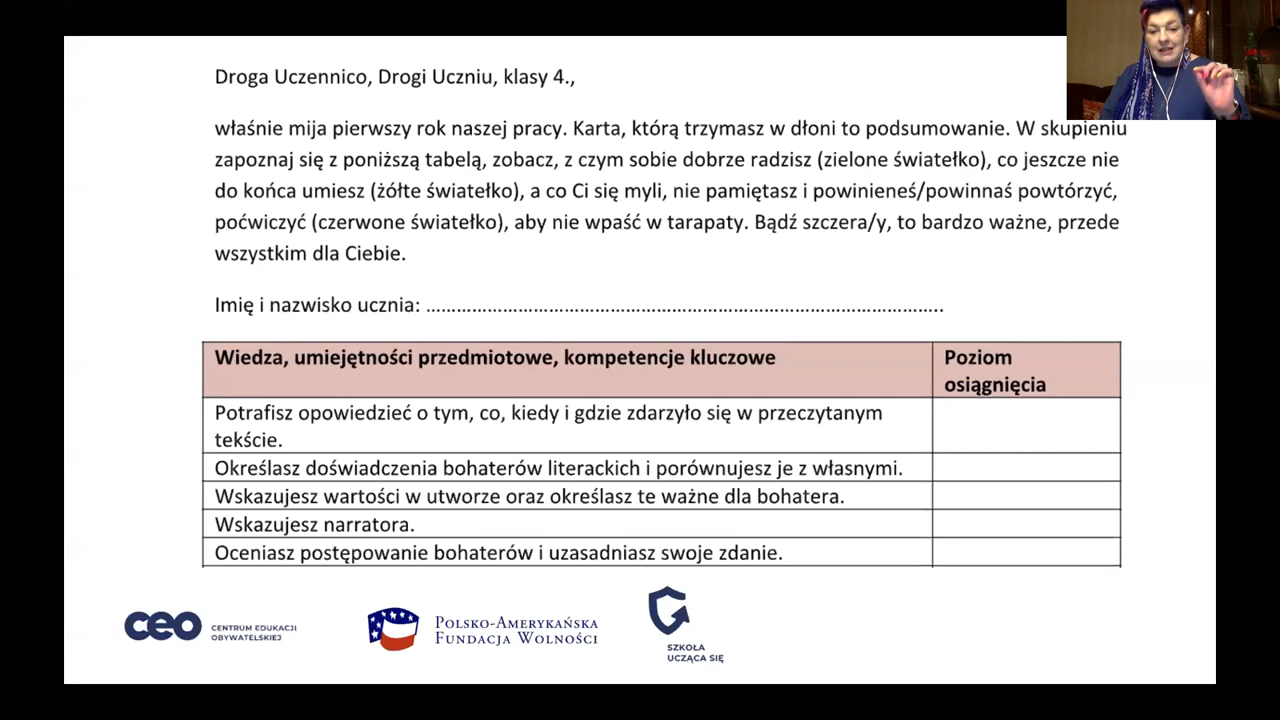 Droga Uczennico, Drogi Uczniu, klasy 4.,
właśnie mija pierwszy rok naszej pracy. Karta, którą trzymasz w dłoni to podsumowanie. W skupieniu
zapoznaj się z poniższą tabelą, zobacz, z czym sobie dobrze radzisz (zielone światełko), co jeszcze nie
do końca umiesz (żółte światełko), a co Ci się myli, nie pamiętasz i powinieneś/powinnaś powtórzyć,
poćwiczyć (czerwone światełko), aby nie wpaść w tarapaty. Bądź szczera/y, to bardzo ważne, przede
wszystkim dla Ciebie.
Imię i nazwisko ucznia: ………………………………………………………………………………..
Wiedza, umiejętności przedmiotowe, kompetencje kluczowe
Poziom
osiągnięcia
Potrafisz opowiedzieć o tym, co, kiedy i gdzie zdarzyło się w przeczytanym
tekście.
Określasz doświadczenia bohaterów literackich i porównujesz je z własnymi.
Wskazujesz wartości w utworze oraz określasz te ważne dla bohatera.
Wskazujesz narratora.
Oceniasz postępowanie bohaterów i uzasadniasz swoje zdanie.
ceo
CENTRUM EDUKACJI
OBYWATELSKIEJ
POLSKO-AMERYKAŃSKA
FUNDACJA WOLNOŚCI
SZKOŁA
UCZĄCA SIĘ